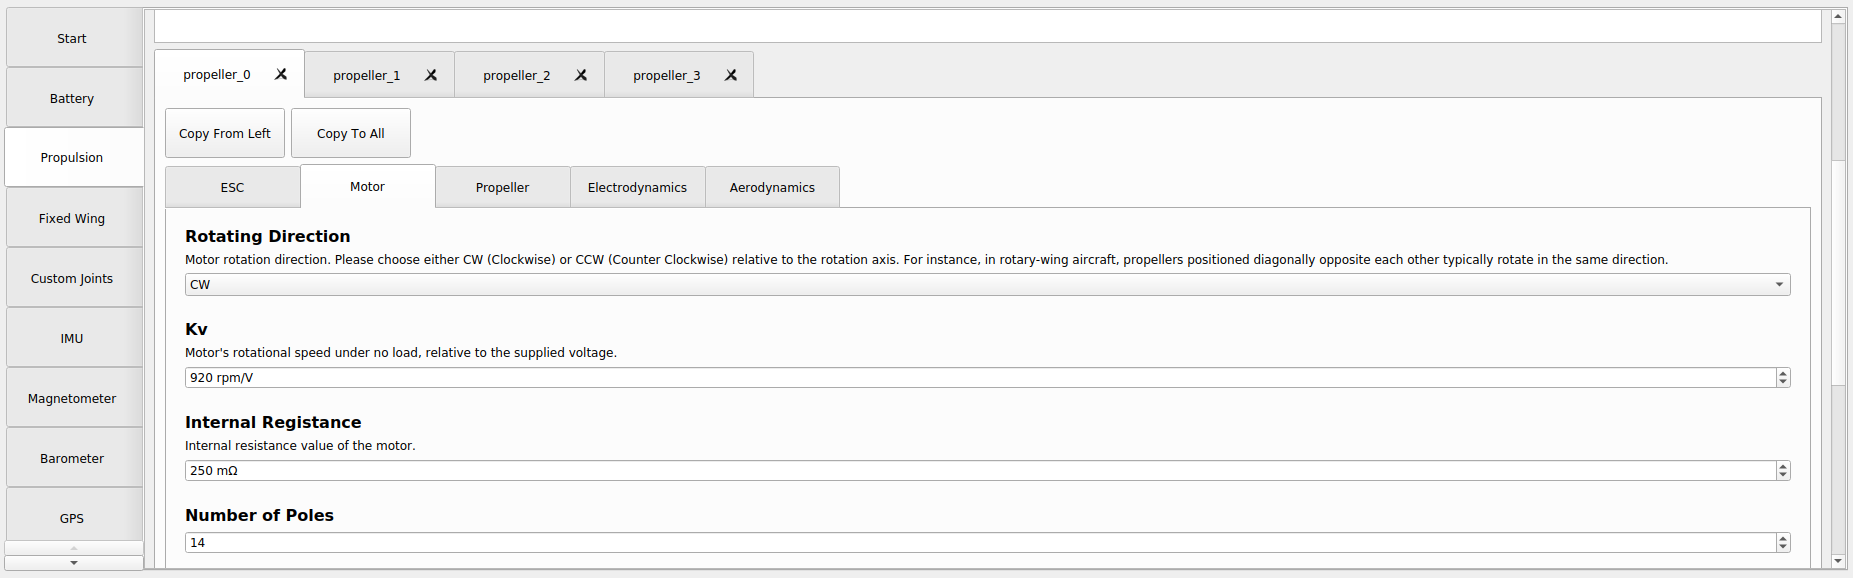 Start
Battery
Propulsion
Fixed Wing
Custom Joints
IMU
Magnetometer
Barometer
GPS
propeller_0
propeller_1
propeller_2
propeller_3
Copy From Left
Copy To All
ESC
Motor
Propeller
Electrodynamics
Aerodynamics
Rotating Direction
Motor rotation direction. Please choose either CW (Clockwise) or CCW (Counter Clockwise) relative to the rotation axis. For instance, in rotary-wing aircraft, propellers positioned diagonally opposite each other typically rotate in the same direction.
CW
Kv
Motor's rotational speed under no load, relative to the supplied voltage.
920 rpm/V
Internal Registance
Internal resistance value of the motor.
250 mΩ
Number of Poles
14